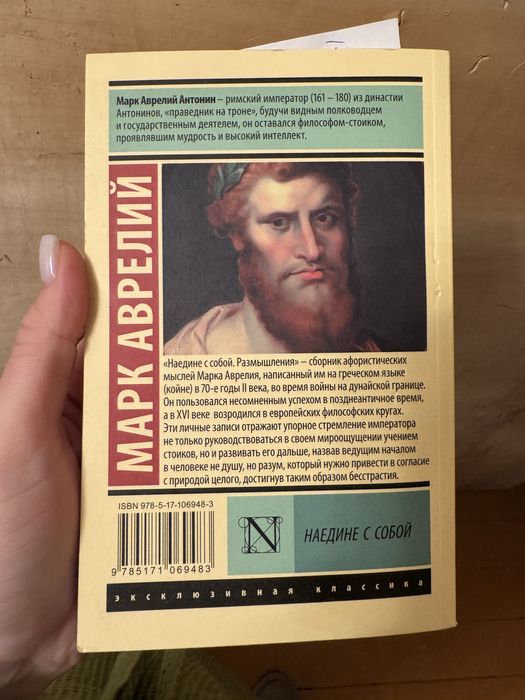 Марк Аврелий Антонин – римский император (161 – 180) из династии
Антонинов, «праведник на троне», будучи видным полководцем
и государственным деятелем, он оставался философом-стоиком,
проявлявшим мудрость и высокий интеллект.
МАРК АВРЕЛИЙ
«Наедине с собой. Размышления» – сборник афористических
мыслей Марка Аврелия, написанный им на греческом языке
(койне) в 70-е годы II века, во время войны на дунайской границе.
Он пользовался несомненным успехом в позднеантичное время,
а в XVI веке возродился в европейских философских кругах.
Эти личные записи отражают упорное стремление императора
не только руководствоваться в своем мироощущении учением
стоиков, но и развивать его дальше, назвав ведущим началом
в человеке не душу, но разум, который нужно привести в согласие
с природой целого, достигнув таким образом бесстрастия.
ISBN 978-5-17-106948-3
9 785171 069483
N
НАЕДИНЕ С СОБОЙ
эксклюзивная классика